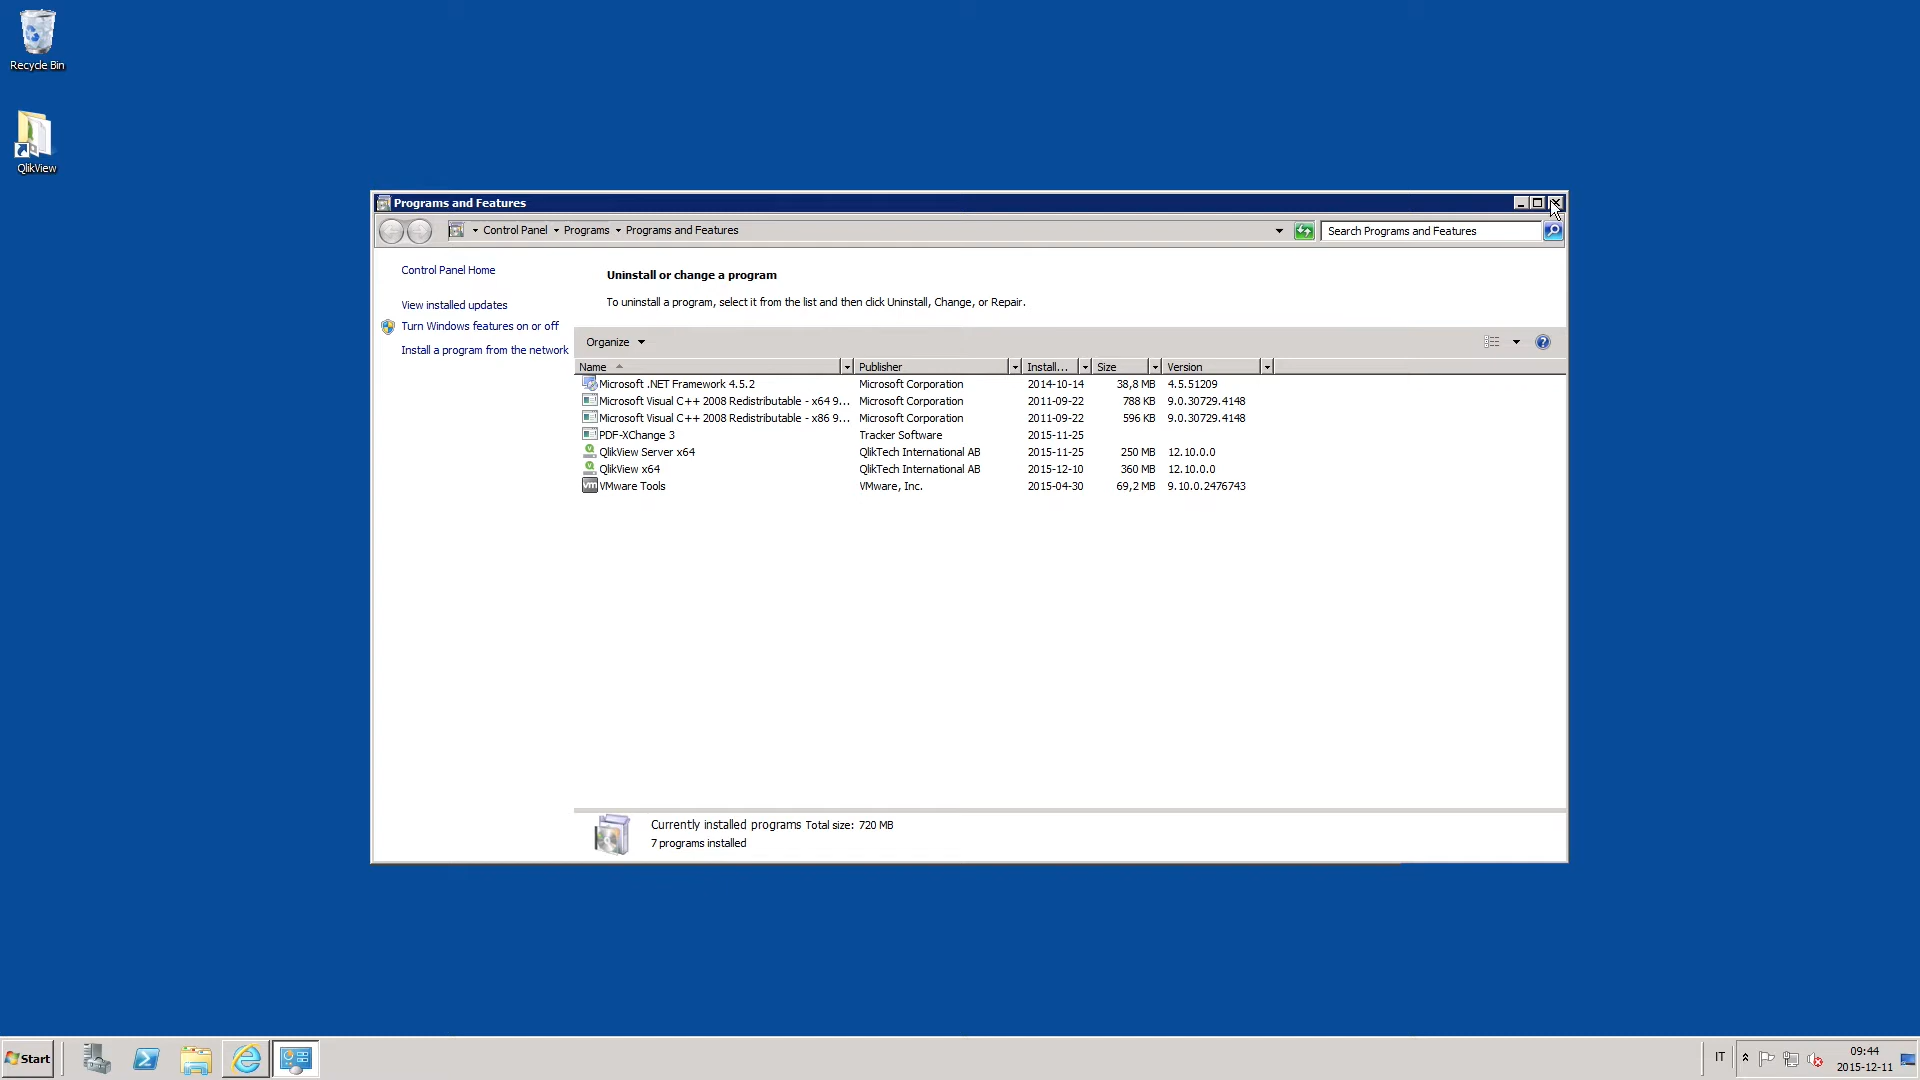 Recycle Bin
QlikView
Programs and Features
Control Panel Programs Programs and Features
Search Programs and Features
Control Panel Home
View installed updates
Turn Windows features on or off
Install a program from the network
Uninstall or change a program
To uninstall a program, select it from the list and then click Uninstall, Change, or Repair.
Organize
Name Publisher Install... Size Version
Microsoft .NET Framework 4.5.2 Microsoft Corporation 2014-10-14 38,8 MB 4.5.51209
Microsoft Visual C++ 2008 Redistributable - x64 9... Microsoft Corporation 2011-09-22 788 KB 9.0.30729.4148
Microsoft Visual C++ 2008 Redistributable - x86 9... Microsoft Corporation 2011-09-22 596 KB 9.0.30729.4148
PDF-XChange 3 Tracker Software 2015-11-25
QlikView Server x64 QlikTech International AB 2015-11-25 250 MB 12.10.0.0
QlikView x64 QlikTech International AB 2015-12-10 360 MB 12.10.0.0
vm VMware Tools VMware, Inc. 2015-04-30 69,2 MB 9.10.0.2476743
Currently installed programs Total size: 720 MB
7 programs installed
Start
IT
09:44
2015-12-11